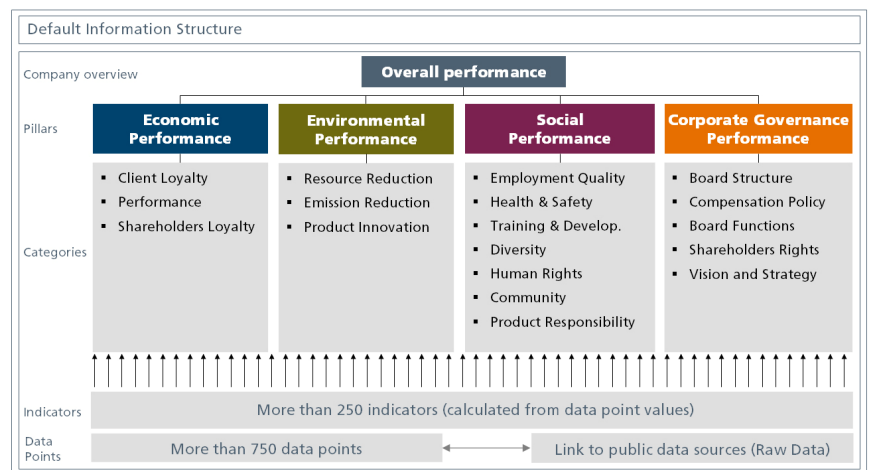 Default Information Structure
Company overview
Overall performance
Pillars
Economic
Performance
Environmental
Performance
Social
Performance
Corporate Governance
Performance
Categories
▪ Client Loyalty
▪ Performance
▪ Shareholders Loyalty
▪ Resource Reduction
▪ Emission Reduction
▪ Product Innovation
▪ Employment Quality
▪ Health & Safety
▪ Training & Develop.
▪ Diversity
▪ Human Rights
▪ Community
▪ Product Responsibility
▪ Board Structure
▪ Compensation Policy
▪ Board Functions
▪ Shareholders Rights
▪ Vision and Strategy
Indicators
More than 250 indicators (calculated from data point values)
Data
Points
More than 750 data points
Link to public data sources (Raw Data)